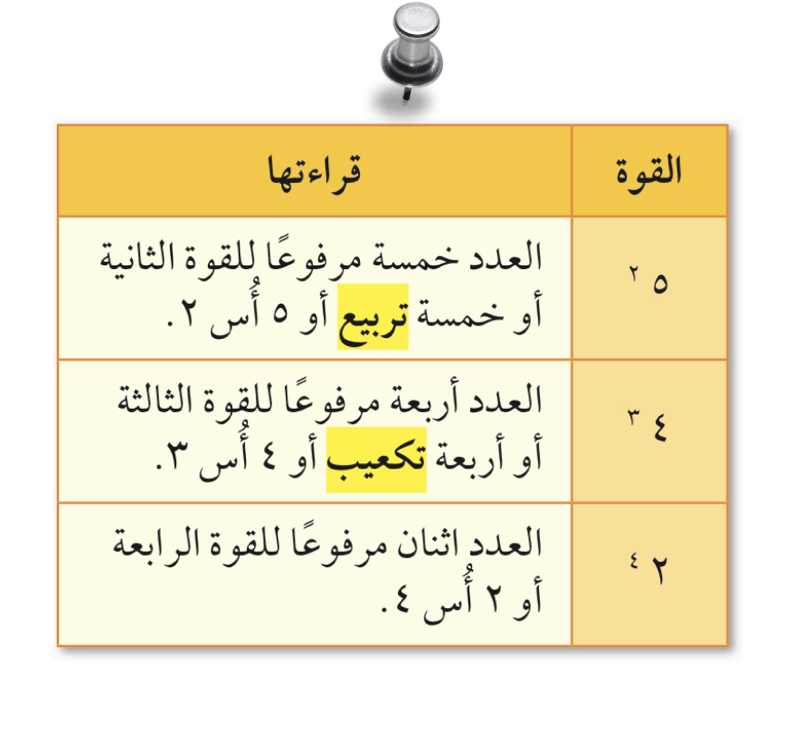 القوة
قراءتها
٥ ٢
العدد خمسة مرفوعًا للقوة الثانية
أو خمسة تربيع أو ٥ أُس ٢.
٤ ٣
العدد أربعة مرفوعًا للقوة الثالثة
أو أربعة تكعيب أو ٤ أُس ٣.
٢ ٤
العدد اثنان مرفوعًا للقوة الرابعة
أو ٢ أُس ٤.